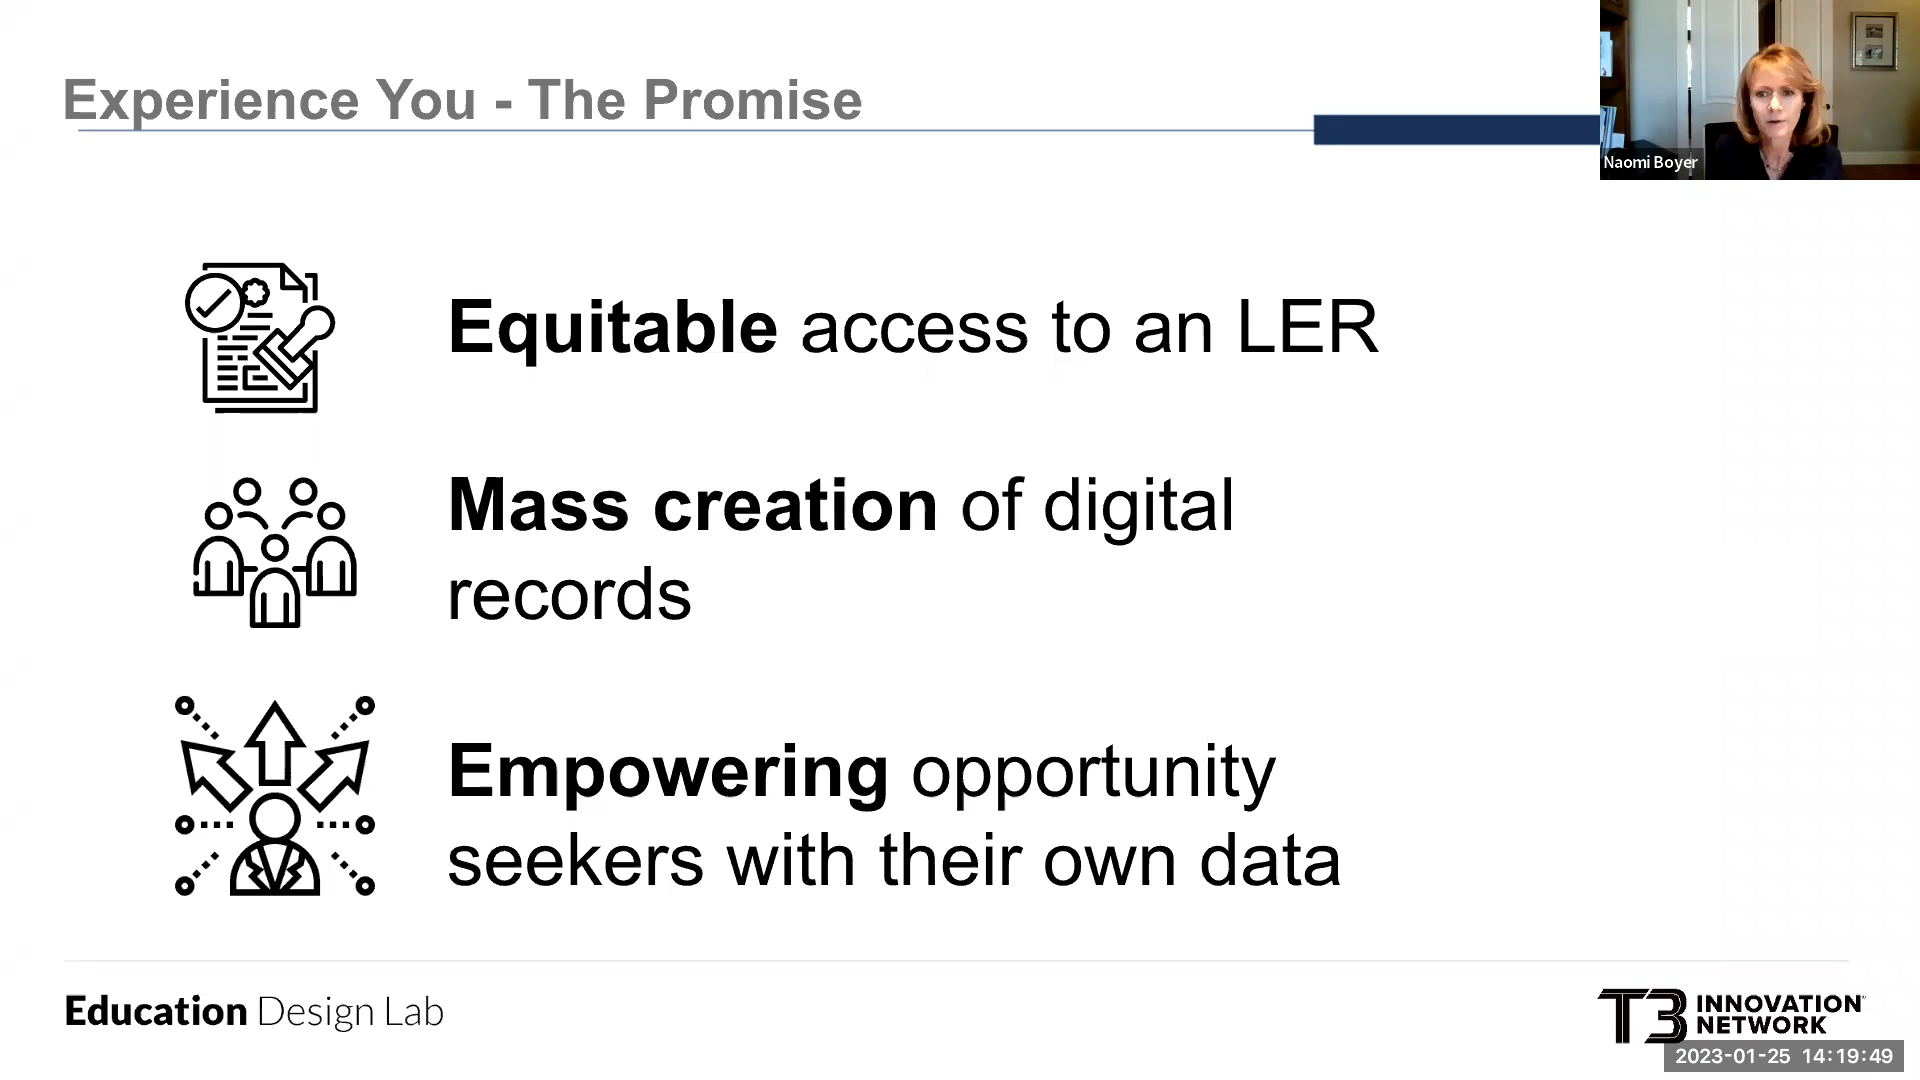 Experience You - The Promise
Naomi Boyer
Equitable access to an LER
Mass creation of digital
records
Empowering opportunity
seekers with their own data
Education Design Lab
T3 INNOVATION
NETWORK
2023-01-25 14:19:49